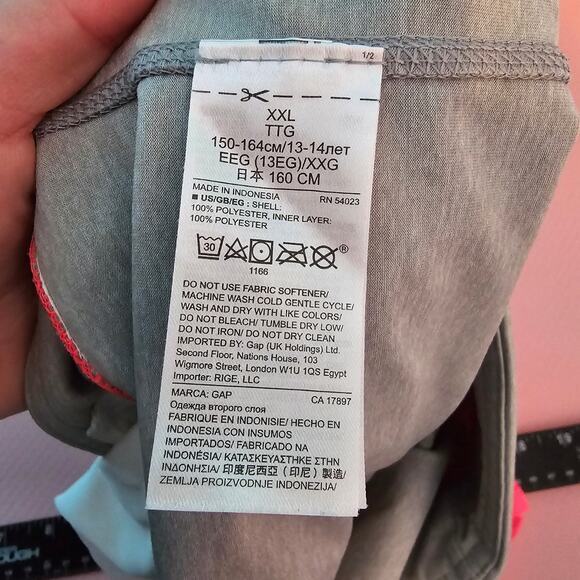 1/2
XXL
TTG
150-164см/13-14лет
EEG (13EG)/XXG
日本 160 CM
MADE IN INDONESIA RN 54023
US/GB/EG : SHELL:
100% POLYESTER, INNER LAYER:
100% POLYESTER
30
®
1166
DO NOT USE FABRIC SOFTENER/
MACHINE WASH COLD GENTLE CYCLE/
WASH AND DRY WITH LIKE COLORS/
DO NOT BLEACH/ TUMBLE DRY LOW/
DO NOT IRON/ DO NOT DRY CLEAN
IMPORTED BY: Gap (UK Holdings) Ltd.
Second Floor, Nations House, 103
Wigmore Street, London W1U 1QS Egypt
Importer: RIGE, LLC
MARCA: GAP CA 17897
Одежда второго слоя
FABRIQUE EN INDONESIE/ HECHO EN
INDONESIA CON INSUMOS
IMPORTADOS/ FABRICADO NA
INDONÉSIA/ ΚΑΤΑΣΚΕΥΑΣΤΗΚΕ ΣΤΗΝ
ΙΝΔΟΝΗΣΙΑ/ 印度尼西亞（印尼）製造/
ZEMLJA PROIZVODNJE INDONEZIJA/